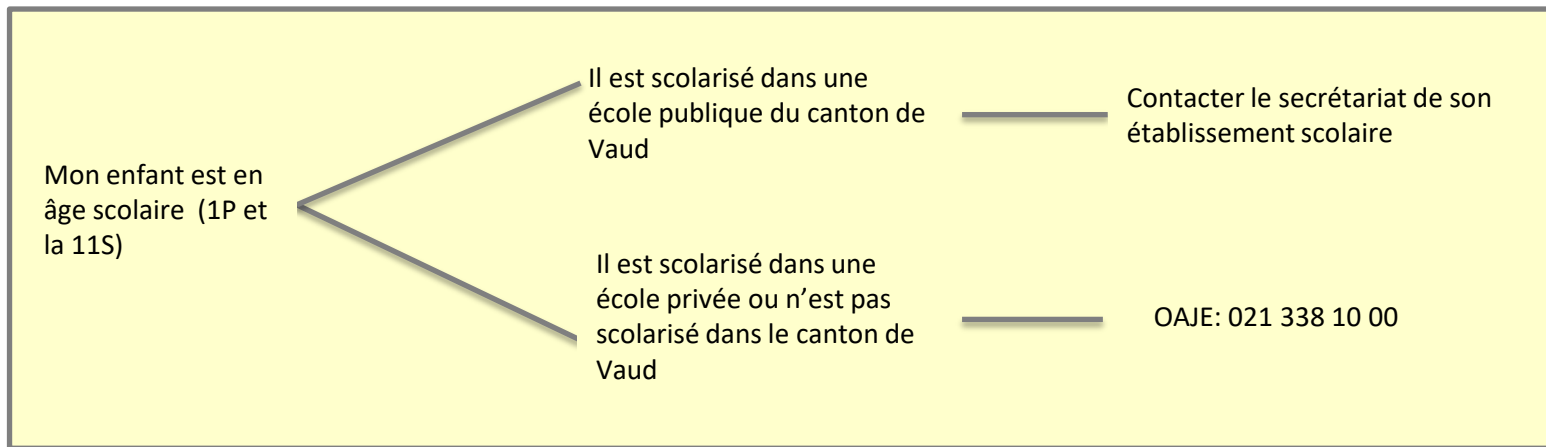 Mon enfant est en
âge scolaire (1P et
la 11S)
Il est scolarisé dans une
école publique du canton de
Vaud
Contacter le secrétariat de son
établissement scolaire
Il est scolarisé dans une
école privée ou n’est pas
scolarisé dans le canton de
Vaud
OAJE: 021 338 10 00